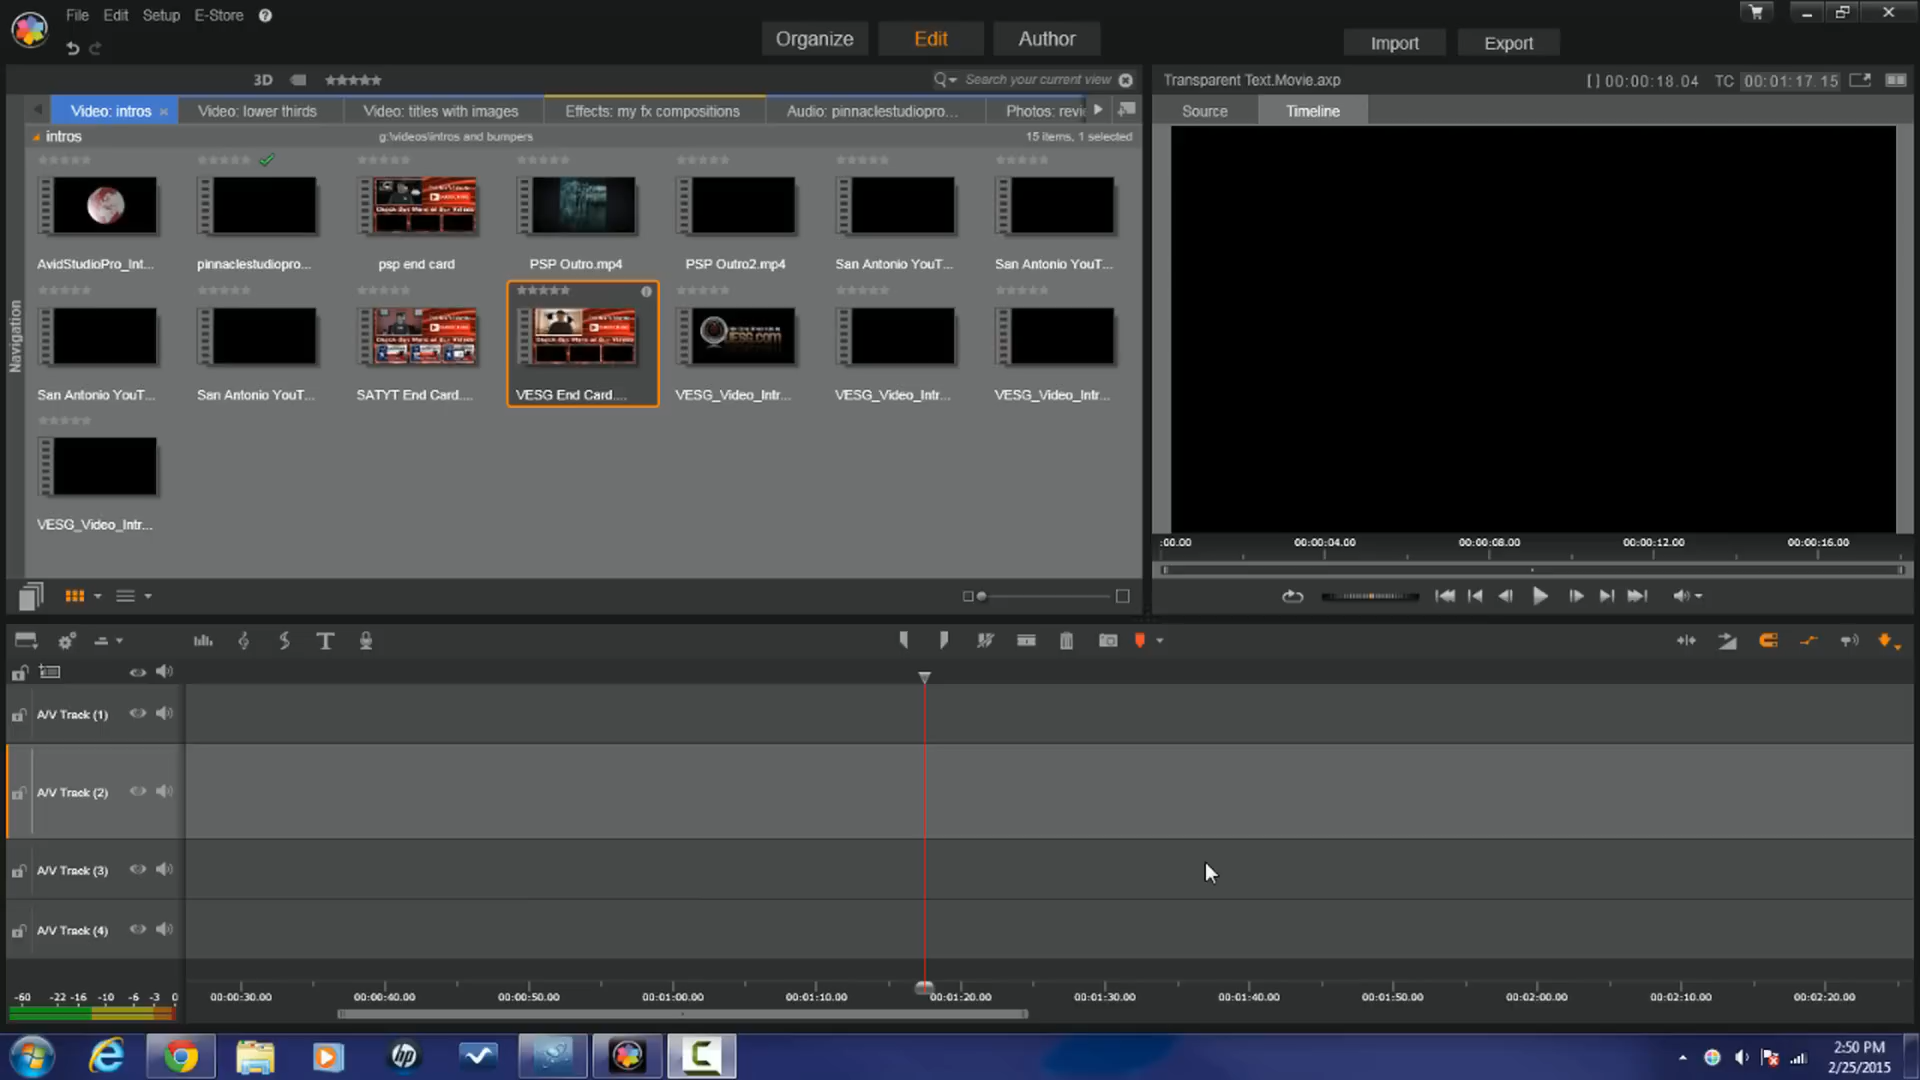 File Edit Setup E-Store ?
Organize Edit Author
Import Export
3D
Search your current view
Transparent Text.Movie.axp
[ ] 00:00:18.04 TC 00:01:17.15
Video: intros Video: lower thirds Video: titles with images Effects: my fx compositions Audio: pinnaclestudiopro... Photos: revi
Source Timeline
intros g:\videos\intros and bumpers 15 items, 1 selected
Navigation
AvidStudioPro_Int... pinnaclestudiopro... psp end card PSP Outro.mp4 PSP Outro2.mp4 San Antonio YouT... San Antonio YouT...
San Antonio YouT... San Antonio YouT... SATYT End Card.... VESG End Card.... VESG_Video_Intr... VESG_Video_Intr... VESG_Video_Intr...
VESG_Video_Intr...
:00.00 00:00:04.00 00:00:08.00 00:00:12.00 00:00:16.00
A/V Track (1)
A/V Track (2)
A/V Track (3)
A/V Track (4)
-60 -22 -16 -10 -6 -3 0
00:00:30.00 00:00:40.00 00:00:50.00 00:01:00.00 00:01:10.00 00:01:20.00 00:01:30.00 00:01:40.00 00:01:50.00 00:02:00.00 00:02:10.00 00:02:20.00
hp
2:50 PM
2/25/2015